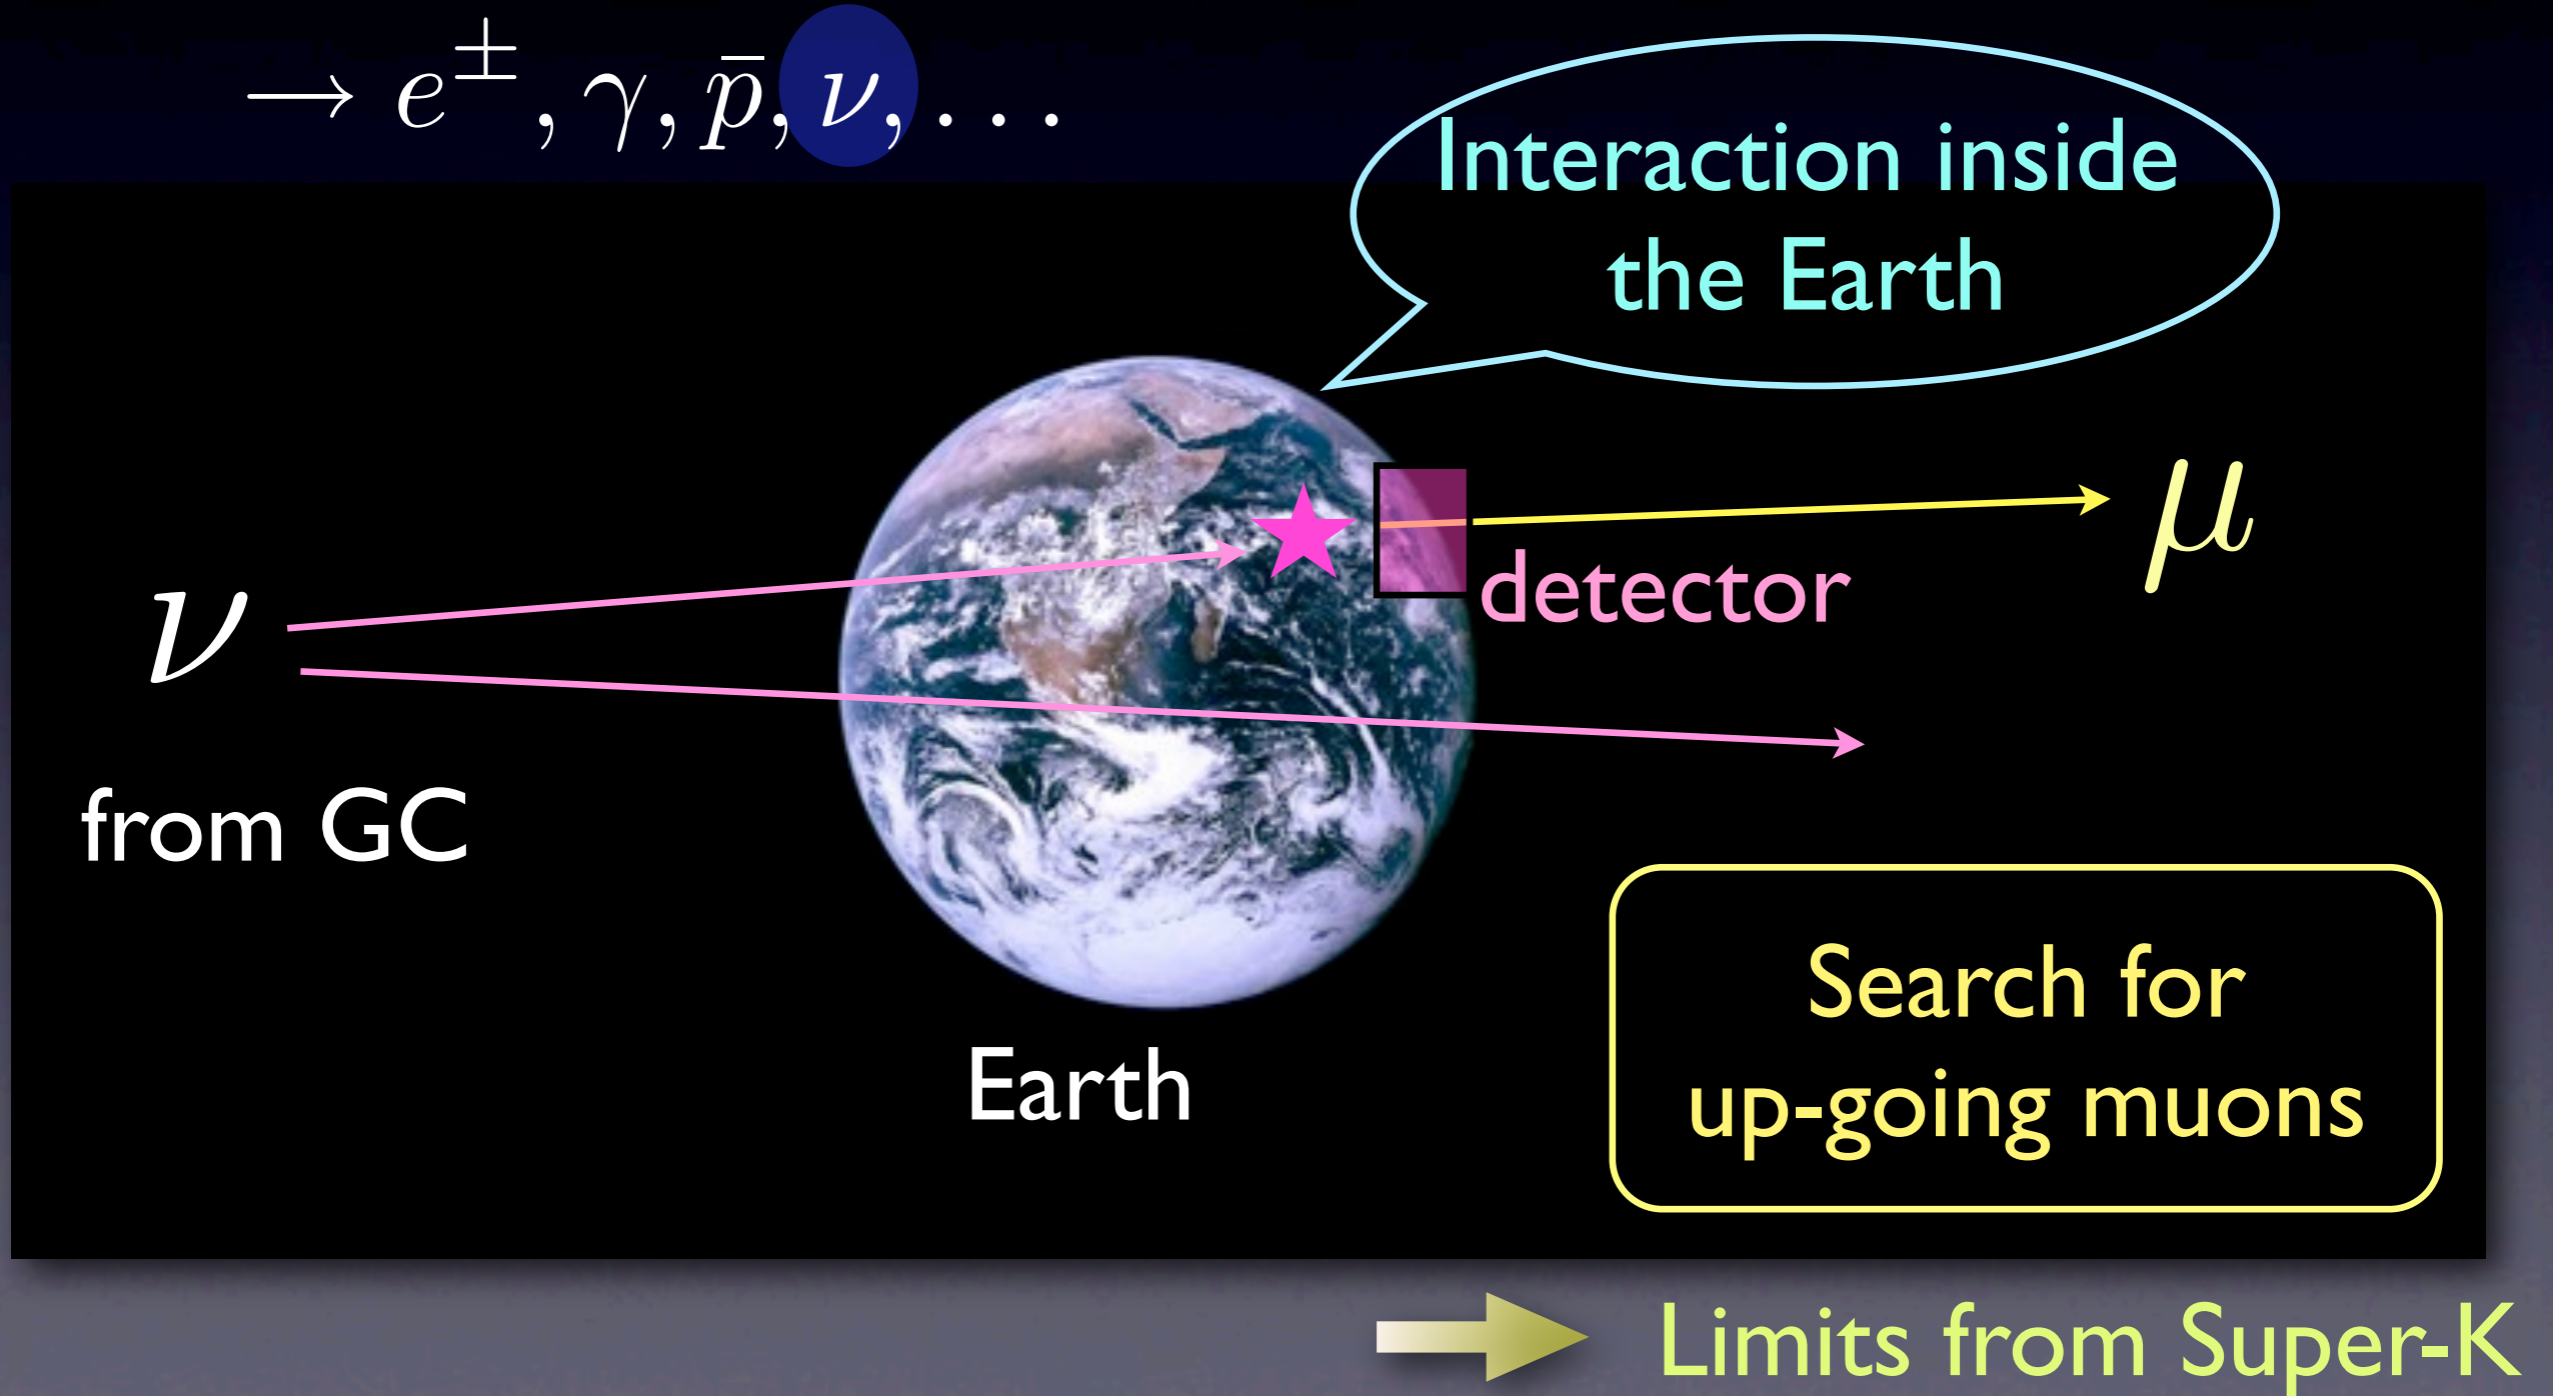 → e±, γ, p̄, ν, . . .
Interaction inside
the Earth
μ
detector
ν
from GC
Earth
Search for
up-going muons
Limits from Super-K